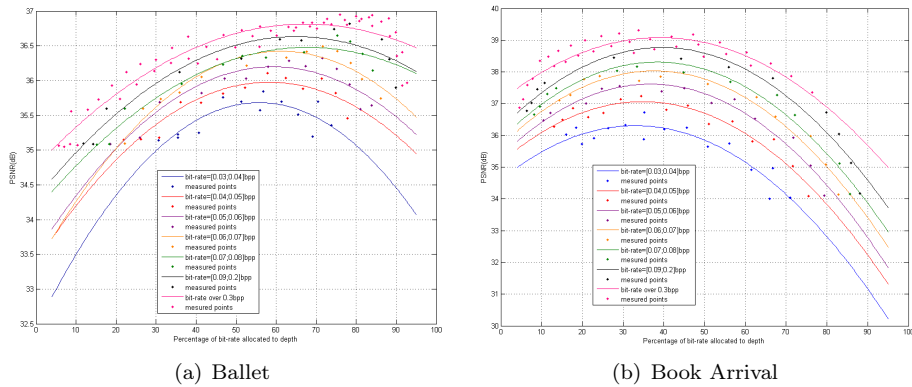 37
36.5
36
35.5
35
34.5
34
33.5
33
32.5
PSNR(dB)
bit-rate=[0.03;0.04]bpp
mesured points
bit-rate=[0.04;0.05]bpp
mesured points
bit-rate=[0.05;0.06]bpp
mesured points
bit-rate=[0.06;0.07]bpp
mesured points
bit-rate=[0.07;0.08]bpp
mesured points
bit-rate=[0.09;0.2]bpp
mesured points
bit-rate over 0.3bpp
mesured points
0 10 20 30 40 50 60 70 80 90 100
Percentage of bit-rate allocated to depth
(a) Ballet
40
39
38
37
36
35
34
33
32
31
30
PSNR(dB)
bit-rate=[0.03;0.04]bpp
mesured points
bit-rate=[0.04;0.05]bpp
mesured points
bit-rate=[0.05;0.06]bpp
mesured points
bit-rate=[0.06;0.07]bpp
mesured points
bit-rate=[0.07;0.08]bpp
mesured points
bit-rate=[0.09;0.2]bpp
mesured points
bit-rate over 0.3bpp
mesured points
0 10 20 30 40 50 60 70 80 90 100
Percentage of bit-rate allocated to depth
(b) Book Arrival